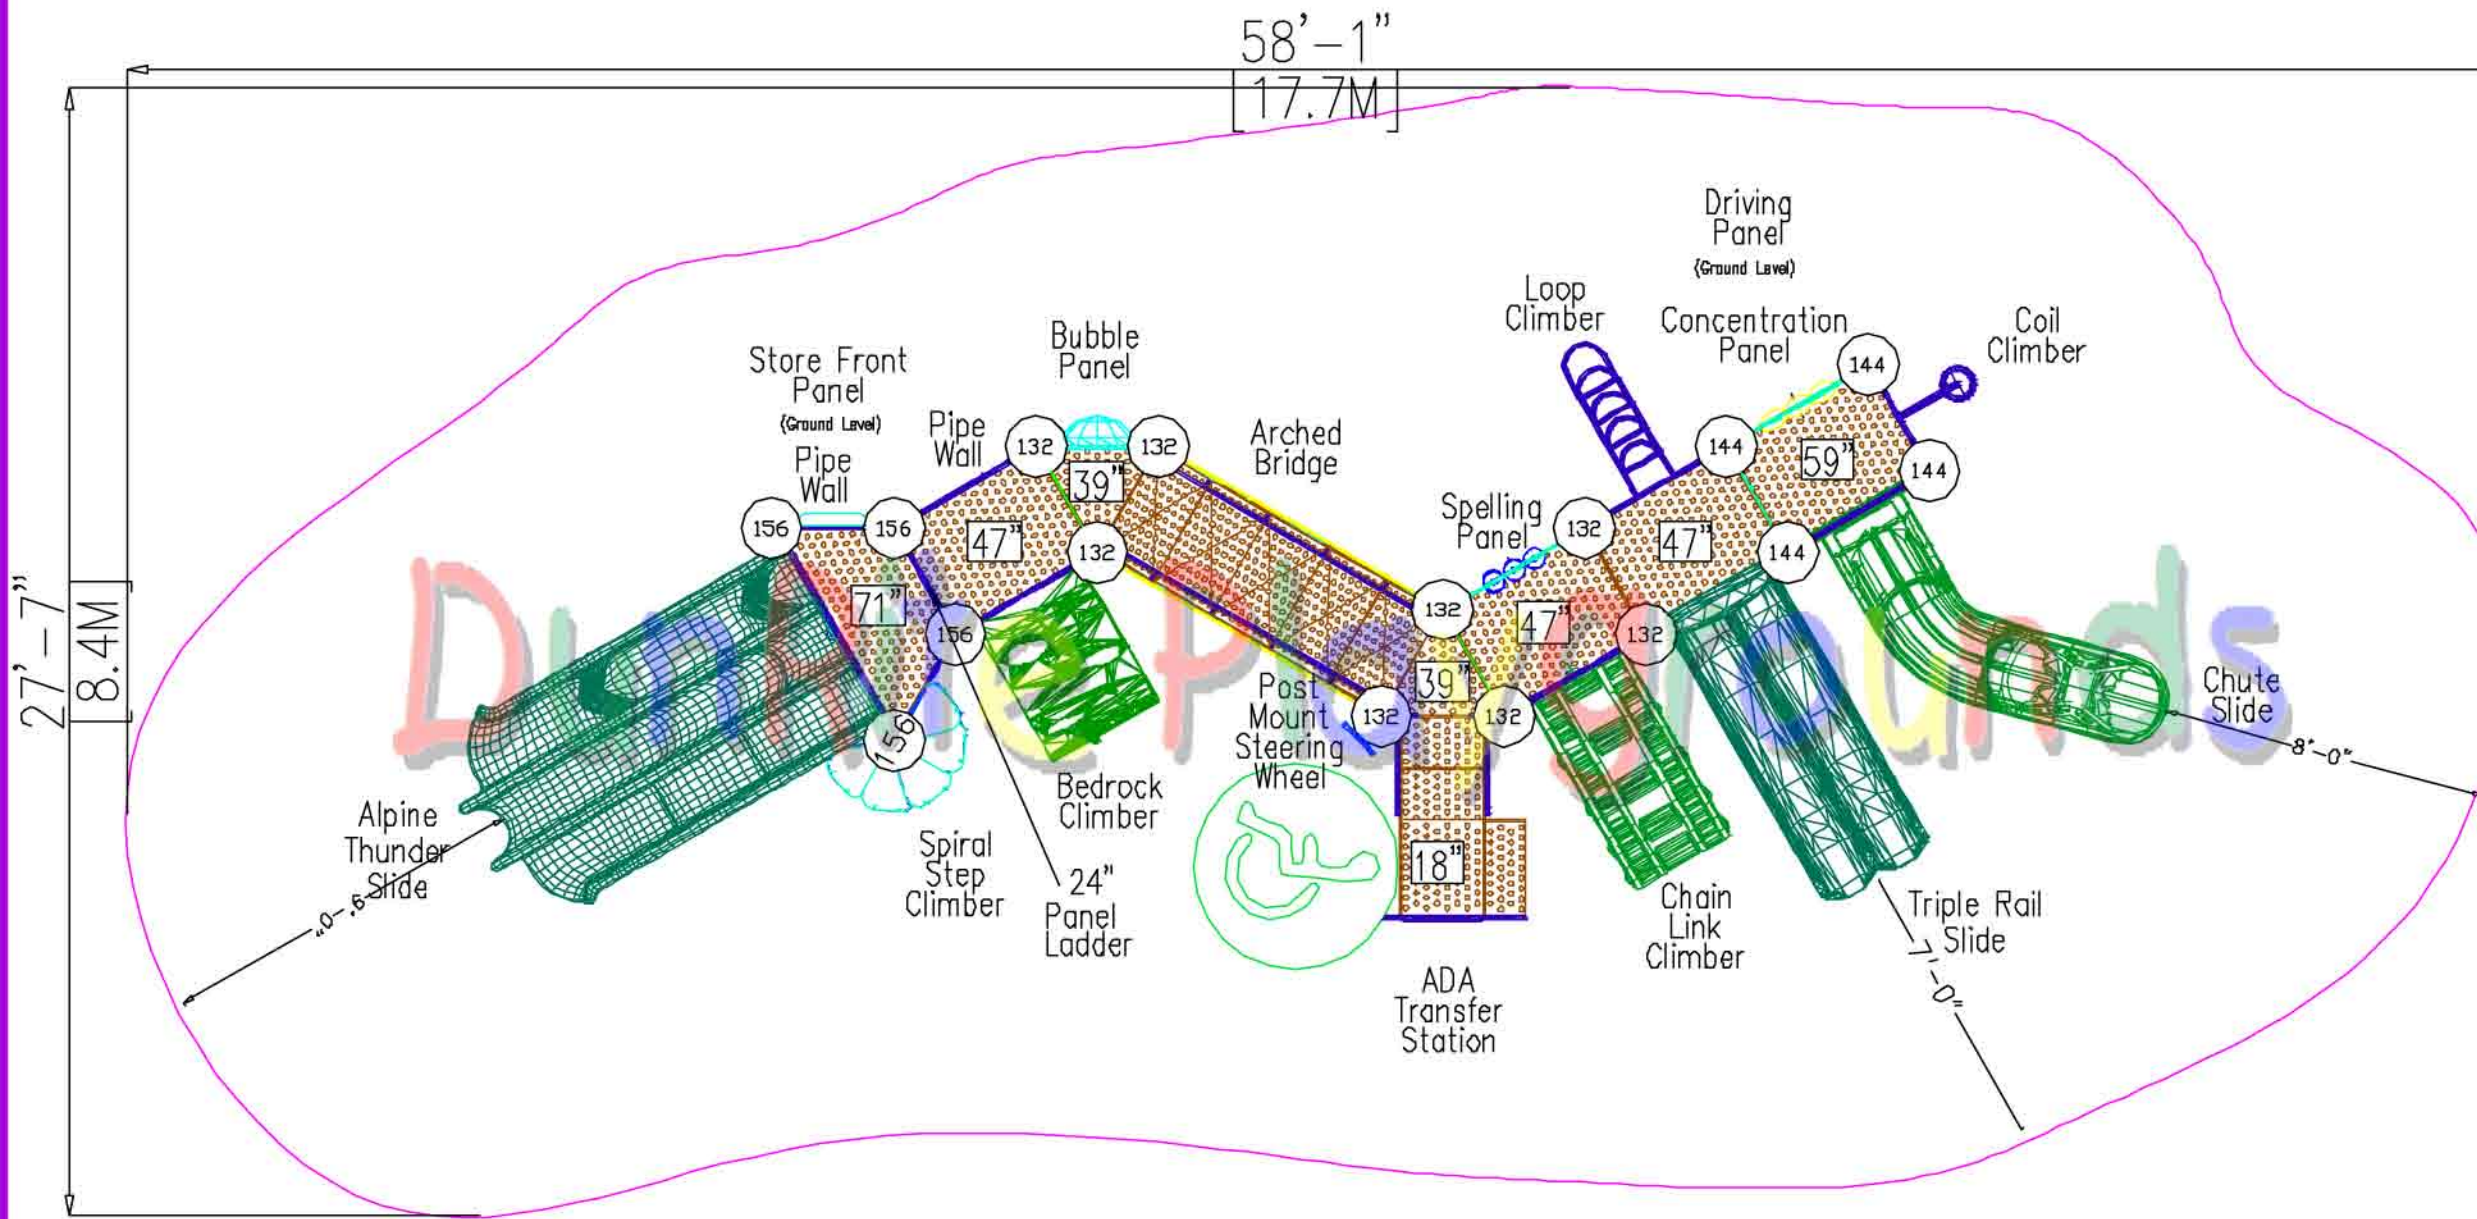 58'-1"
[17.7M]
27'-7"
8.4M
Driving
Panel
(Ground Level)
Loop
Climber
Concentration
Panel
Coil
Climber
Bubble
Panel
Store Front
Panel
(Ground Level)
Pipe
Wall
Pipe
Wall
Arched
Bridge
Spelling
Panel
144
144
144
144
59"
132
132
132
39"
156
156
156
156
47"
71"
132
132
132
132
132
47"
47"
39"
18"
Dunrite Playgrounds
Post
Mount
Steering
Wheel
Chute
Slide
8'-0"
Alpine
Thunder
Slide
Bedrock
Climber
Spiral
Step
Climber
24"
Panel
Ladder
Chain
Link
Climber
Triple Rail
Slide
7'-0"
ADA
Transfer
Station